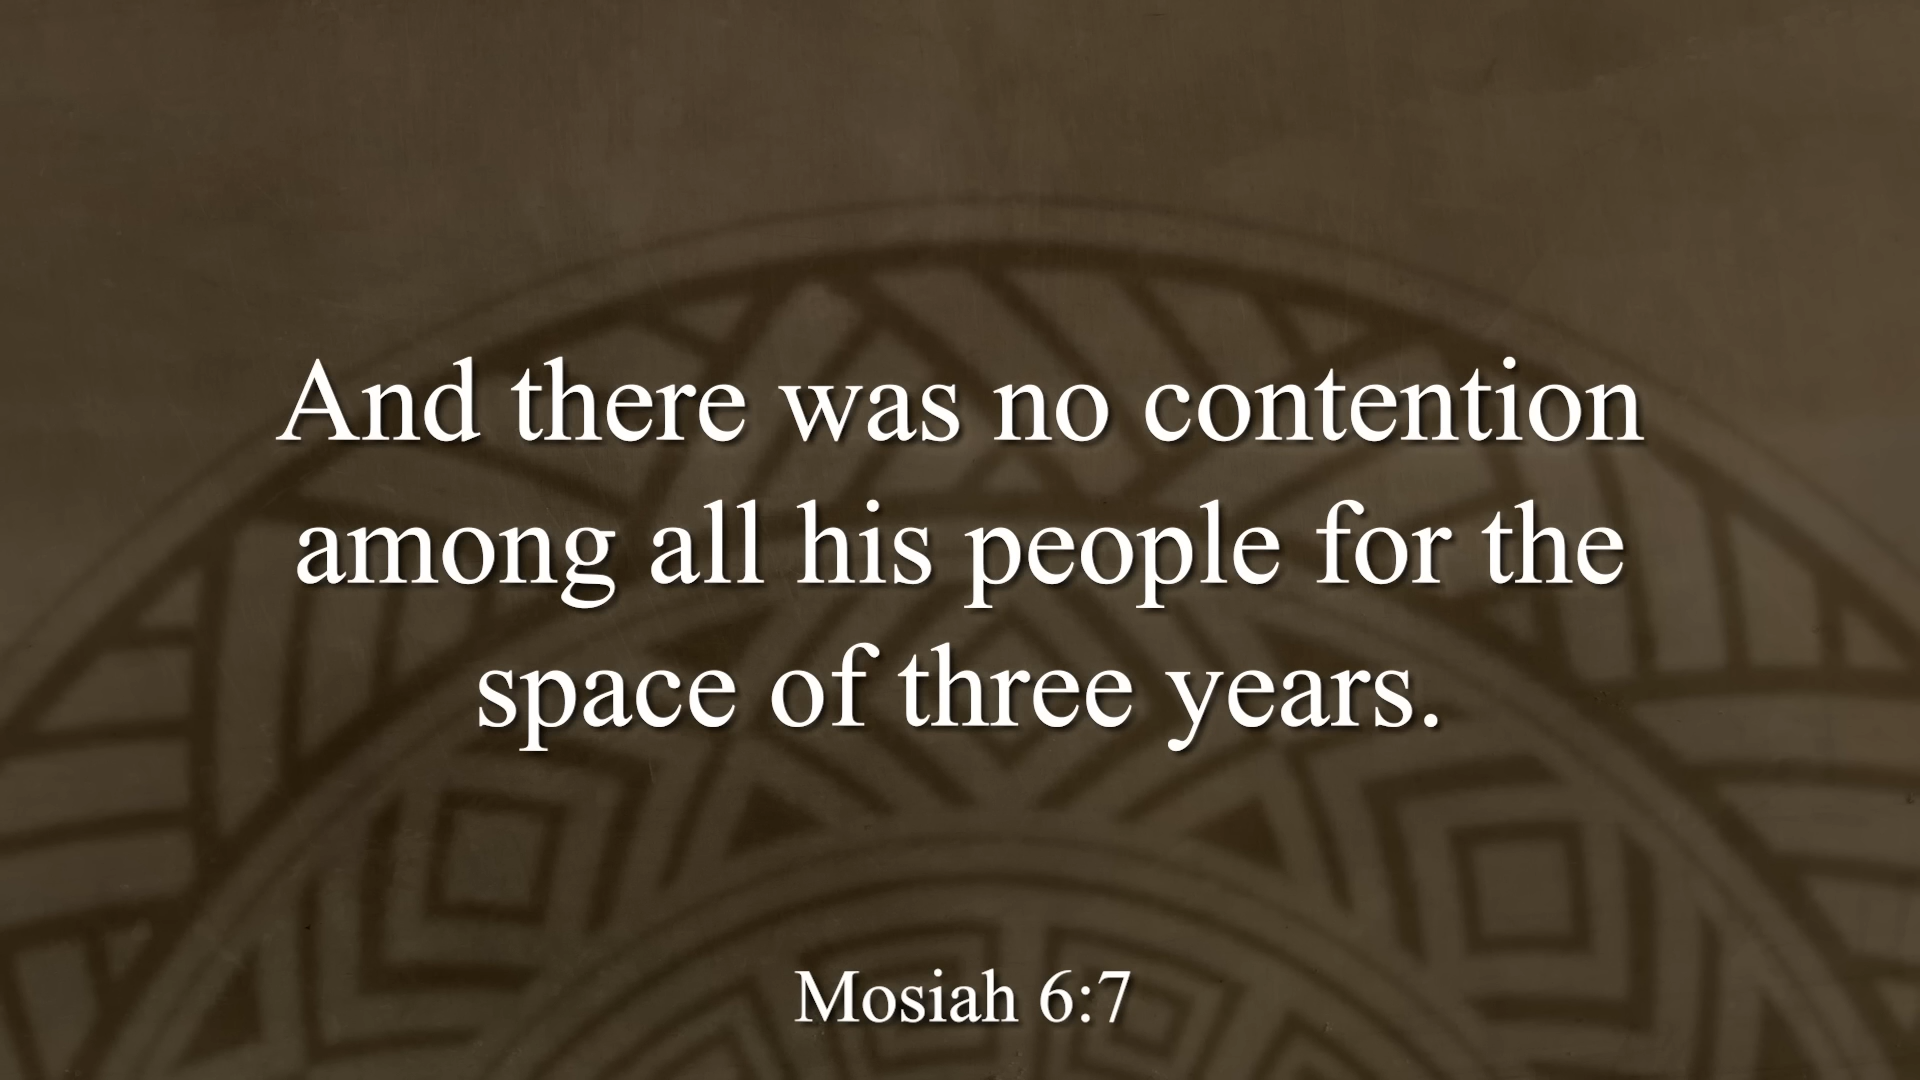 And there was no contention
among all his people for the
space of three years.
Mosiah 6:7